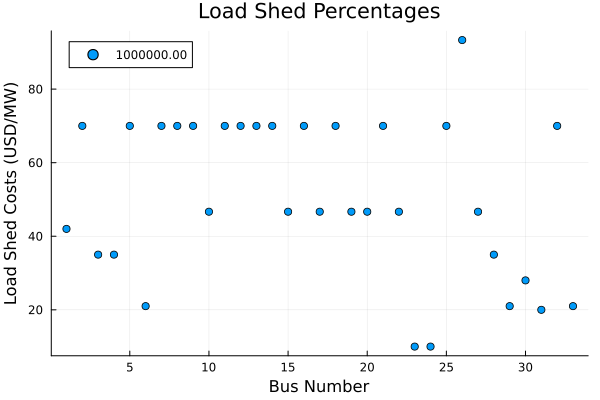 Load Shed Percentages
1000000.00
Load Shed Costs (USD/MW)
80
60
40
20
5 10 15 20 25 30
Bus Number